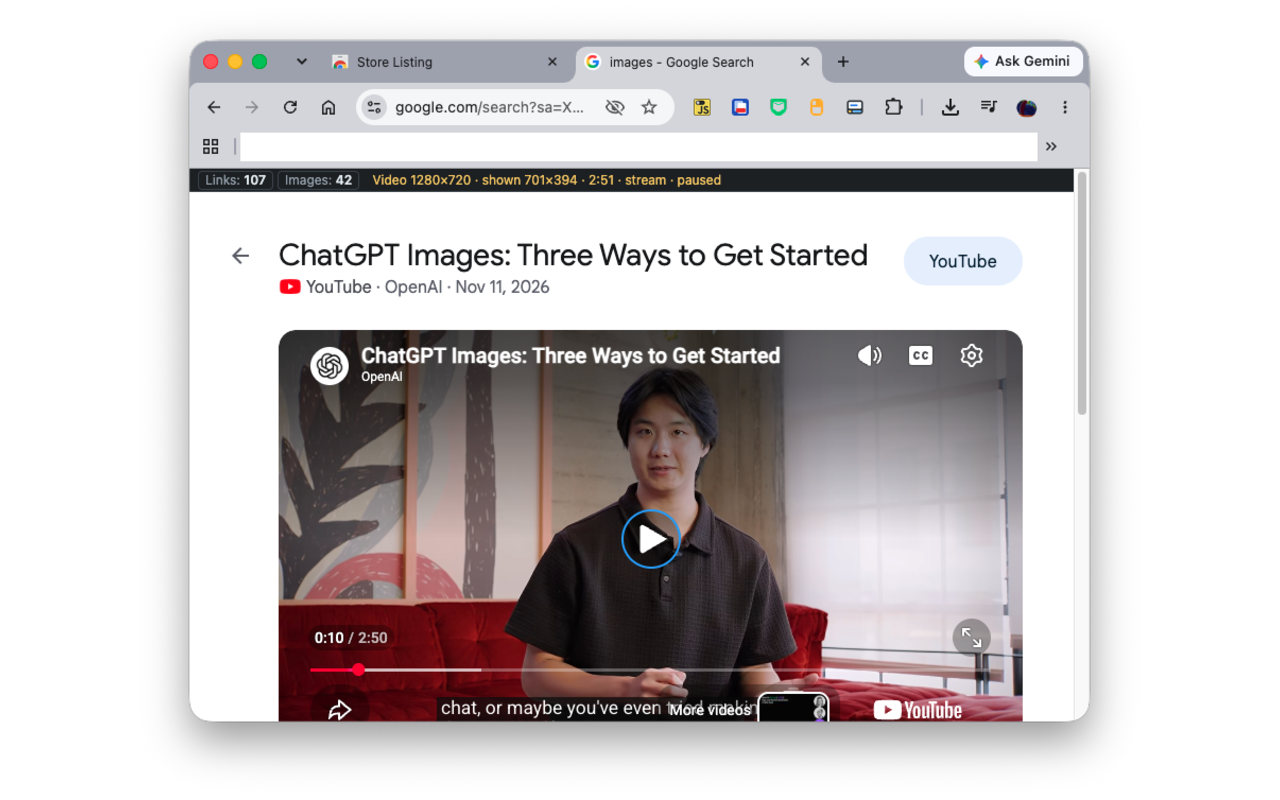 Store Listing
images - Google Search
Ask Gemini
google.com/search?sa=X...
JS
Links: 107
Images: 42
Video 1280×720 · shown 701×394 · 2:51 · stream · paused
ChatGPT Images: Three Ways to Get Started
YouTube
YouTube · OpenAI · Nov 11, 2026
ChatGPT Images: Three Ways to Get Started
CC
OpenAI
0:10 / 2:50
chat, or maybe you've even
More videos
YouTube